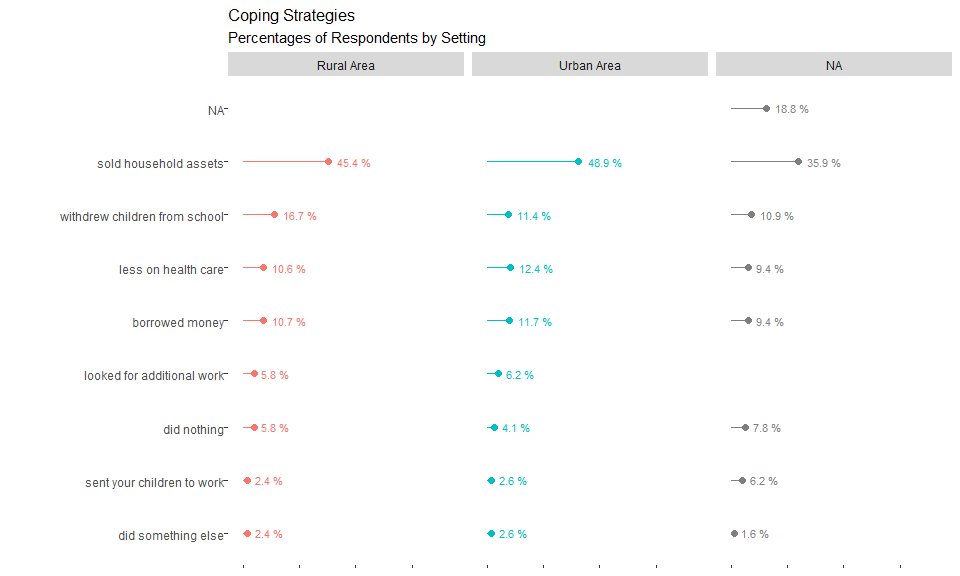 Coping Strategies
Percentages of Respondents by Setting
Rural Area Urban Area NA
NA 18.8 %
sold household assets 45.4 % 48.9 % 35.9 %
withdrew children from school 16.7 % 11.4 % 10.9 %
less on health care 10.6 % 12.4 % 9.4 %
borrowed money 10.7 % 11.7 % 9.4 %
looked for additional work 5.8 % 6.2 %
did nothing 5.8 % 4.1 % 7.8 %
sent your children to work 2.4 % 2.6 % 6.2 %
did something else 2.4 % 2.6 % 1.6 %